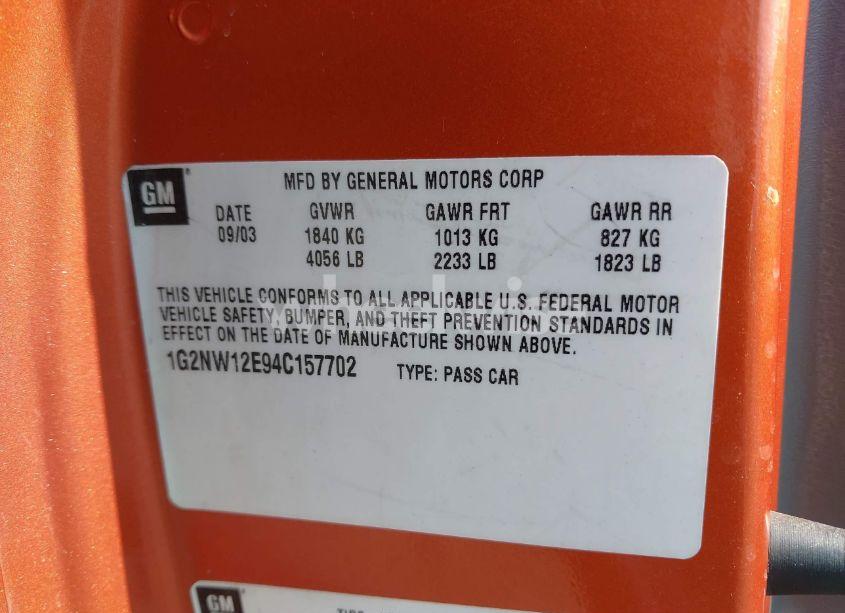 GM
MFD BY GENERAL MOTORS CORP
DATE GVWR GAWR FRT GAWR RR
09/03 1840 KG 1013 KG 827 KG
4056 LB 2233 LB 1823 LB
THIS VEHICLE CONFORMS TO ALL APPLICABLE U.S. FEDERAL MOTOR
VEHICLE SAFETY, BUMPER, AND THEFT PREVENTION STANDARDS IN
EFFECT ON THE DATE OF MANUFACTURE SHOWN ABOVE.
1G2NW12E94C157702 TYPE: PASS CAR
GM